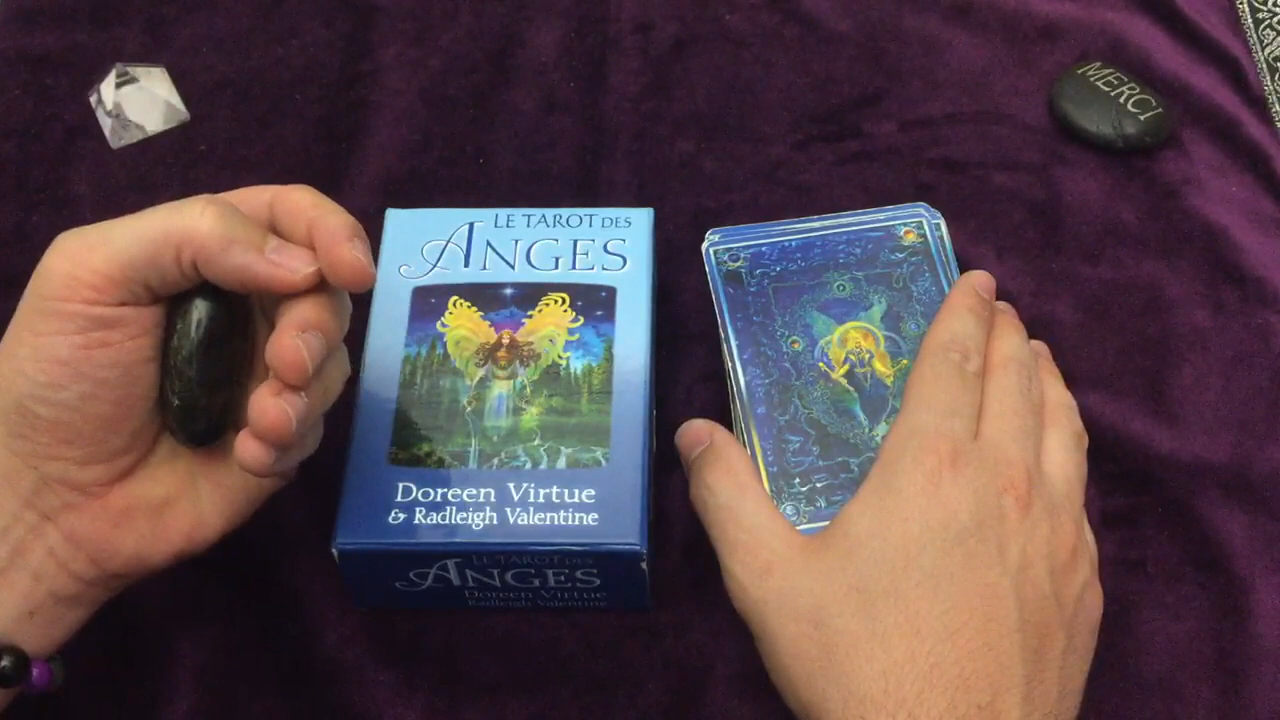 MERCI
LE TAROT DES
ANGES
Doreen Virtue
& Radleigh Valentine
LE TAROT DES
ANGES
Doreen Virtue
Radleigh Valentine